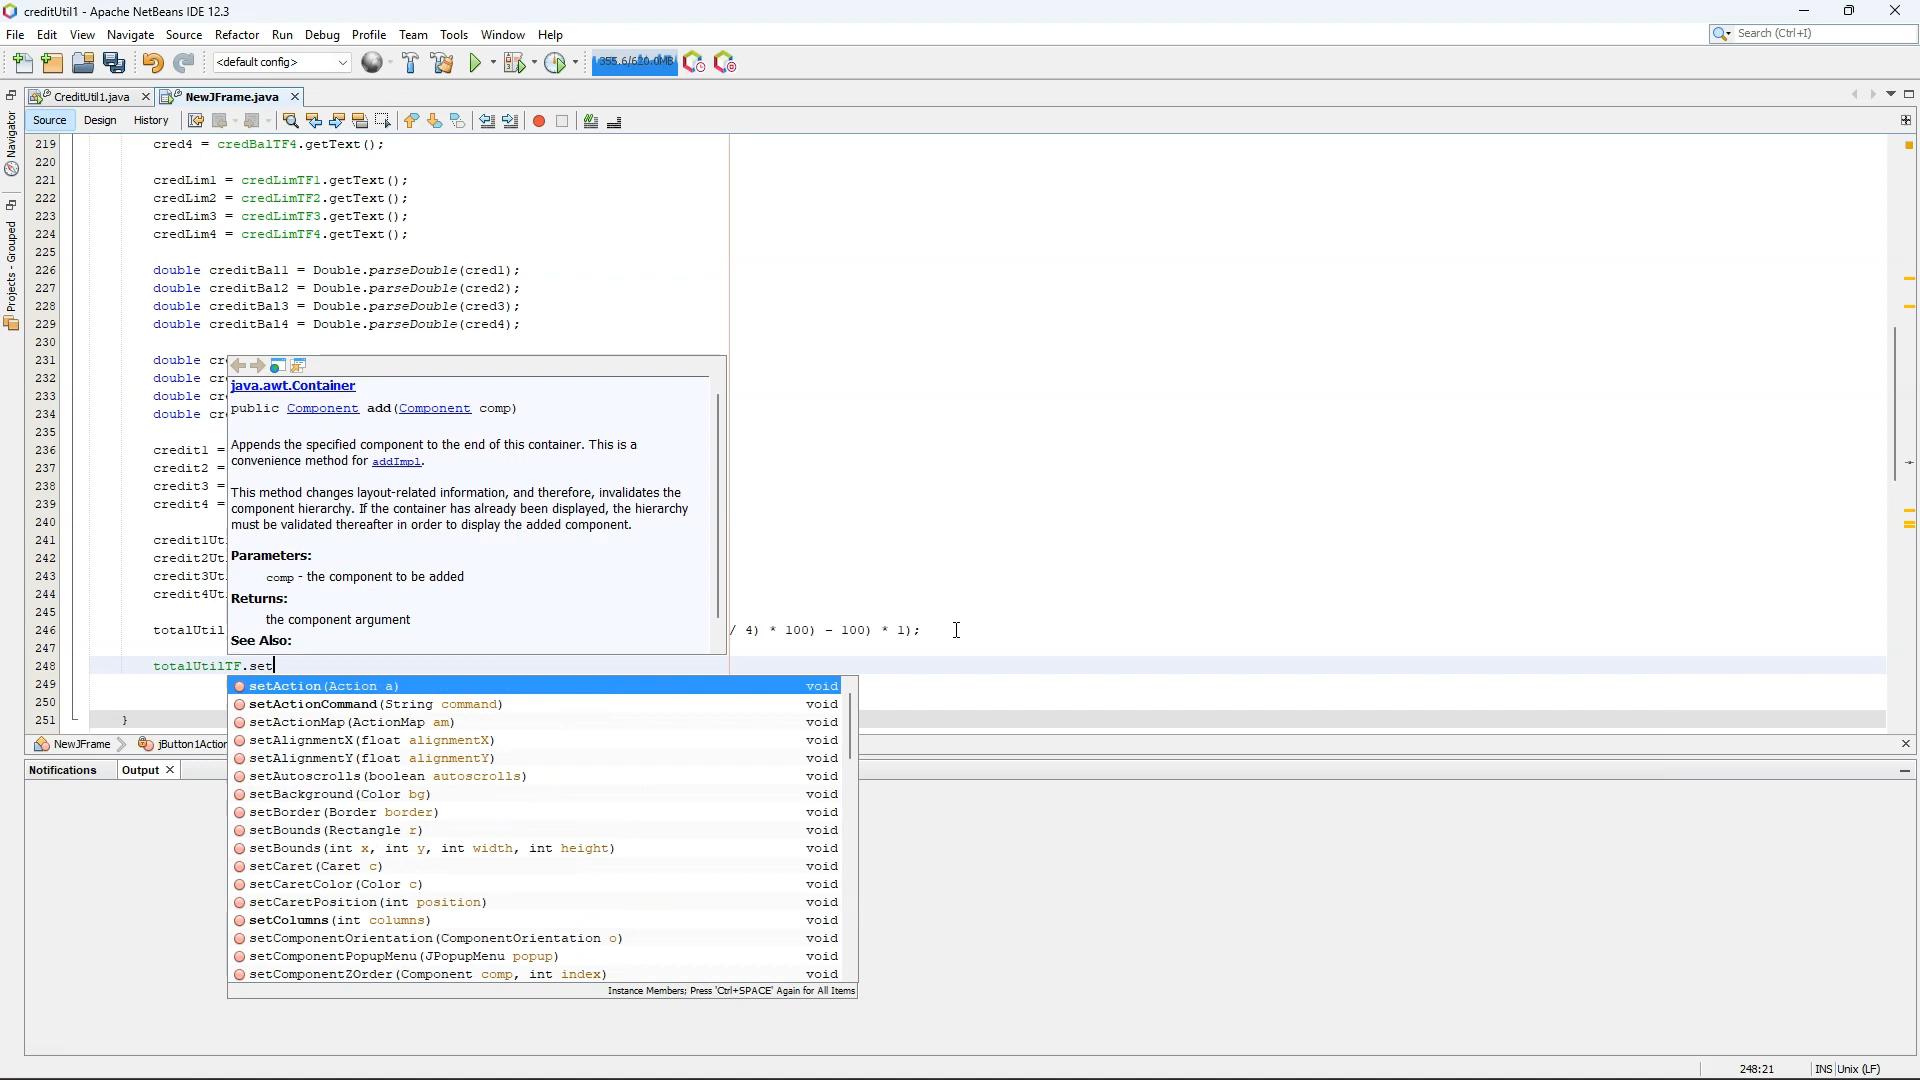 creditUtil1 - Apache NetBeans IDE 12.3
File Edit View Navigate Source Refactor Run Debug Profile Team Tools Window Help
Search (Ctrl+I)
<default config>
355.6/620.0MB
CreditUtil1.java NewJFrame.java
Source Design History
Navigator
Projects - Grouped
219 cred4 = credBalTF4.getText();
220
221 credLim1 = credLimTF1.getText();
222 credLim2 = credLimTF2.getText();
223 credLim3 = credLimTF3.getText();
224 credLim4 = credLimTF4.getText();
225
226 double creditBal1 = Double.parseDouble(cred1);
227 double creditBal2 = Double.parseDouble(cred2);
228 double creditBal3 = Double.parseDouble(cred3);
229 double creditBal4 = Double.parseDouble(cred4);
230
231 double cr
232 double cr
233 double cr
234 double cr
235
236 credit1 =
237 credit2 =
238 credit3 =
239 credit4 =
240
241 credit1Ut
242 credit2Ut
243 credit3Ut
244 credit4Ut
245
246 totalUtil / 4) * 100) - 100) * 1);
247
248 totalUtilTF.set
249
250
251 }
java.awt.Container
public Component add(Component comp)
Appends the specified component to the end of this container. This is a
convenience method for addImpl.
This method changes layout-related information, and therefore, invalidates the
component hierarchy. If the container has already been displayed, the hierarchy
must be validated thereafter in order to display the added component.
Parameters:
comp - the component to be added
Returns:
the component argument
See Also:
setAction(Action a) void
setActionCommand(String command) void
setActionMap(ActionMap am) void
setAlignmentX(float alignmentX) void
setAlignmentY(float alignmentY) void
setAutoscrolls(boolean autoscrolls) void
setBackground(Color bg) void
setBorder(Border border) void
setBounds(Rectangle r) void
setBounds(int x, int y, int width, int height) void
setCaret(Caret c) void
setCaretColor(Color c) void
setCaretPosition(int position) void
setColumns(int columns) void
setComponentOrientation(ComponentOrientation o) void
setComponentPopupMenu(JPopupMenu popup) void
setComponentZOrder(Component comp, int index) void
Instance Members; Press 'Ctrl+SPACE' Again for All Items
NewJFrame jButton1Action
Notifications Output
248:21 INS Unix (LF)